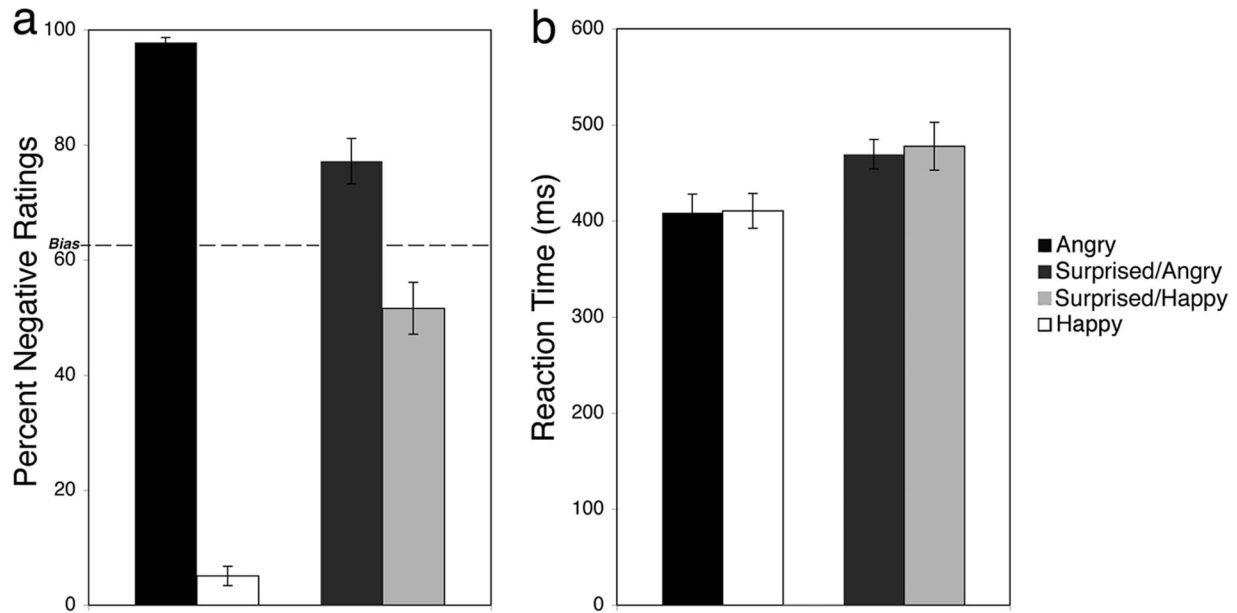 a
Percent Negative Ratings
100
80
Bias
60
40
20
0
b
Reaction Time (ms)
600
500
400
300
200
100
0
Angry
Surprised/Angry
Surprised/Happy
Happy